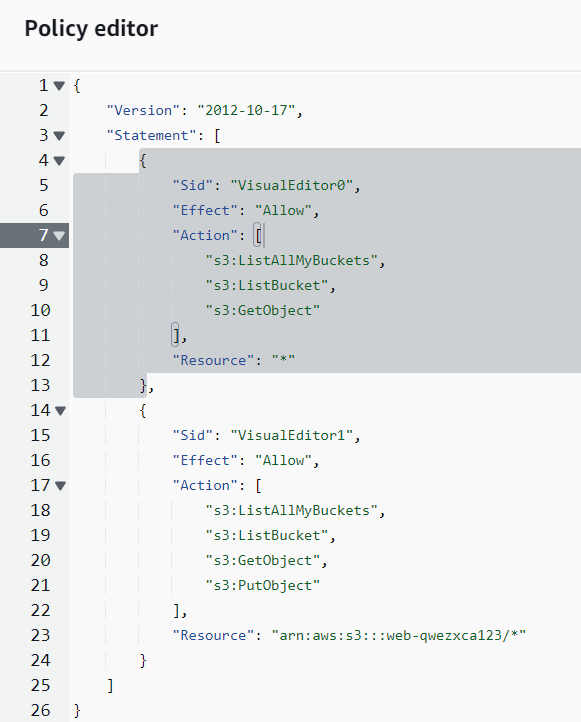 Policy editor
1 {
2 "Version": "2012-10-17",
3 "Statement": [
4 {
5 "Sid": "VisualEditor0",
6 "Effect": "Allow",
7 "Action": [
8 "s3:ListAllMyBuckets",
9 "s3:ListBucket",
10 "s3:GetObject"
11 ],
12 "Resource": "*"
13 },
14 {
15 "Sid": "VisualEditor1",
16 "Effect": "Allow",
17 "Action": [
18 "s3:ListAllMyBuckets",
19 "s3:ListBucket",
20 "s3:GetObject",
21 "s3:PutObject"
22 ],
23 "Resource": "arn:aws:s3:::web-qwezxca123/*"
24 }
25 ]
26 }